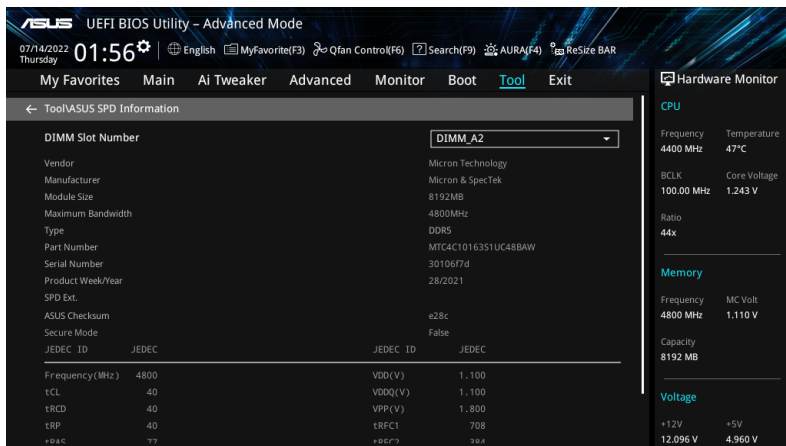 ASUS UEFI BIOS Utility – Advanced Mode
07/14/2022 Thursday 01:56 English MyFavorite(F3) Qfan Control(F6) ? Search(F9) AURA(F4) ReSize BAR
My Favorites Main Ai Tweaker Advanced Monitor Boot Tool Exit
Hardware Monitor
← Tool\ASUS SPD Information
DIMM Slot Number DIMM_A2
Vendor Micron Technology
Manufacturer Micron & SpecTek
Module Size 8192MB
Maximum Bandwidth 4800MHz
Type DDR5
Part Number MTC4C10163S1UC48BAW
Serial Number 30106f7d
Product Week/Year 28/2021
SPD Ext.
ASUS Checksum e28c
Secure Mode False
JEDEC ID JEDEC JEDEC ID JEDEC
Frequency(MHz) 4800 VDD(V) 1.100
tCL 40 VDDQ(V) 1.100
tRCD 40 VPP(V) 1.800
tRP 40 tRFC1 708
tRAS 77 tRFC2 384
CPU
Frequency Temperature
4400 MHz 47°C
BCLK Core Voltage
100.00 MHz 1.243 V
Ratio
44x
Memory
Frequency MC Volt
4800 MHz 1.110 V
Capacity
8192 MB
Voltage
+12V +5V
12.096 V 4.960 V